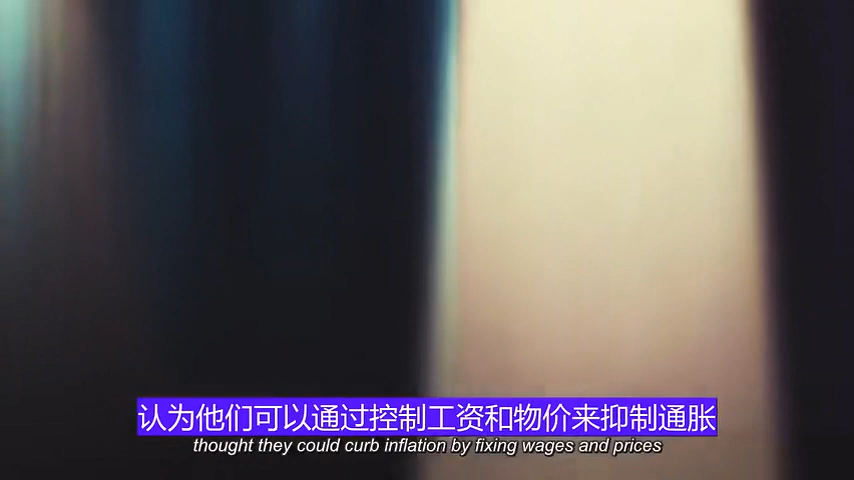 认为他们可以通过控制工资和物价来抑制通胀
thought they could curb inflation by fixing wages and prices